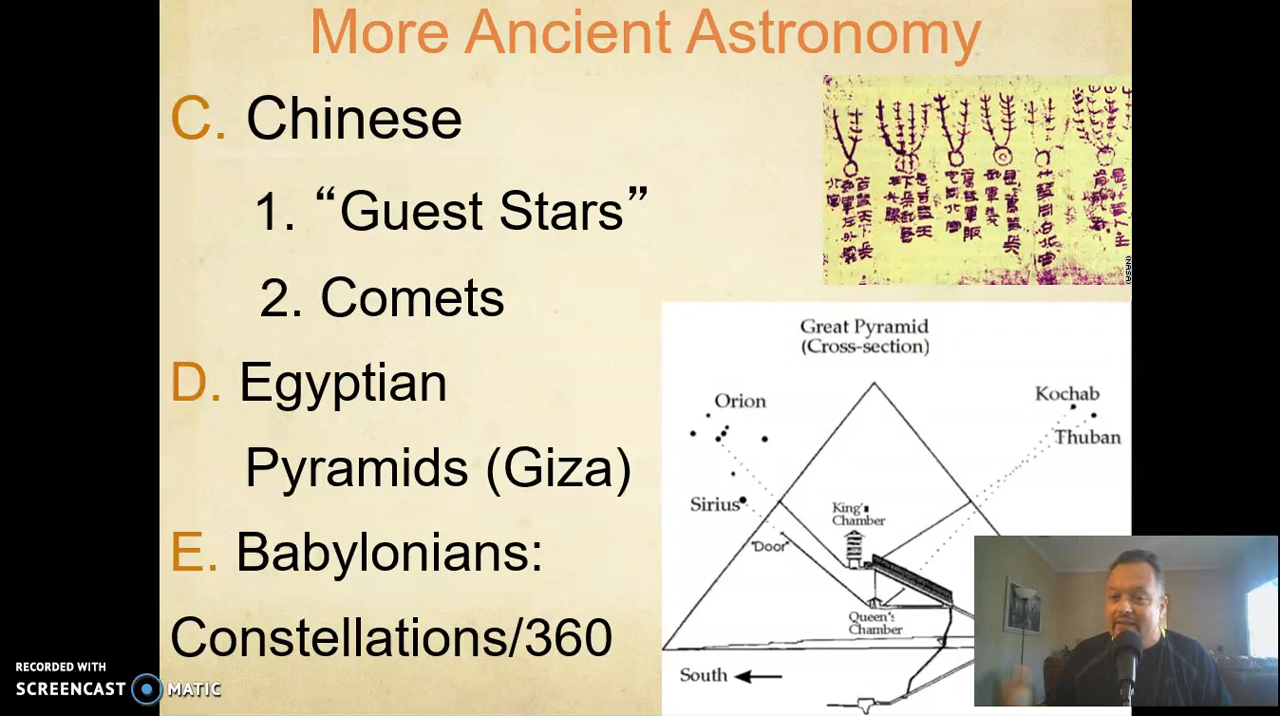 More Ancient Astronomy
C. Chinese
1. “Guest Stars”
2. Comets
D. Egyptian
Pyramids (Giza)
E. Babylonians:
Constellations/360
(NASA)
Great Pyramid
(Cross-section)
Orion
Kochab
Thuban
Sirius
King's
Chamber
"Door"
Queen's
Chamber
South
RECORDED WITH
SCREENCAST MATIC